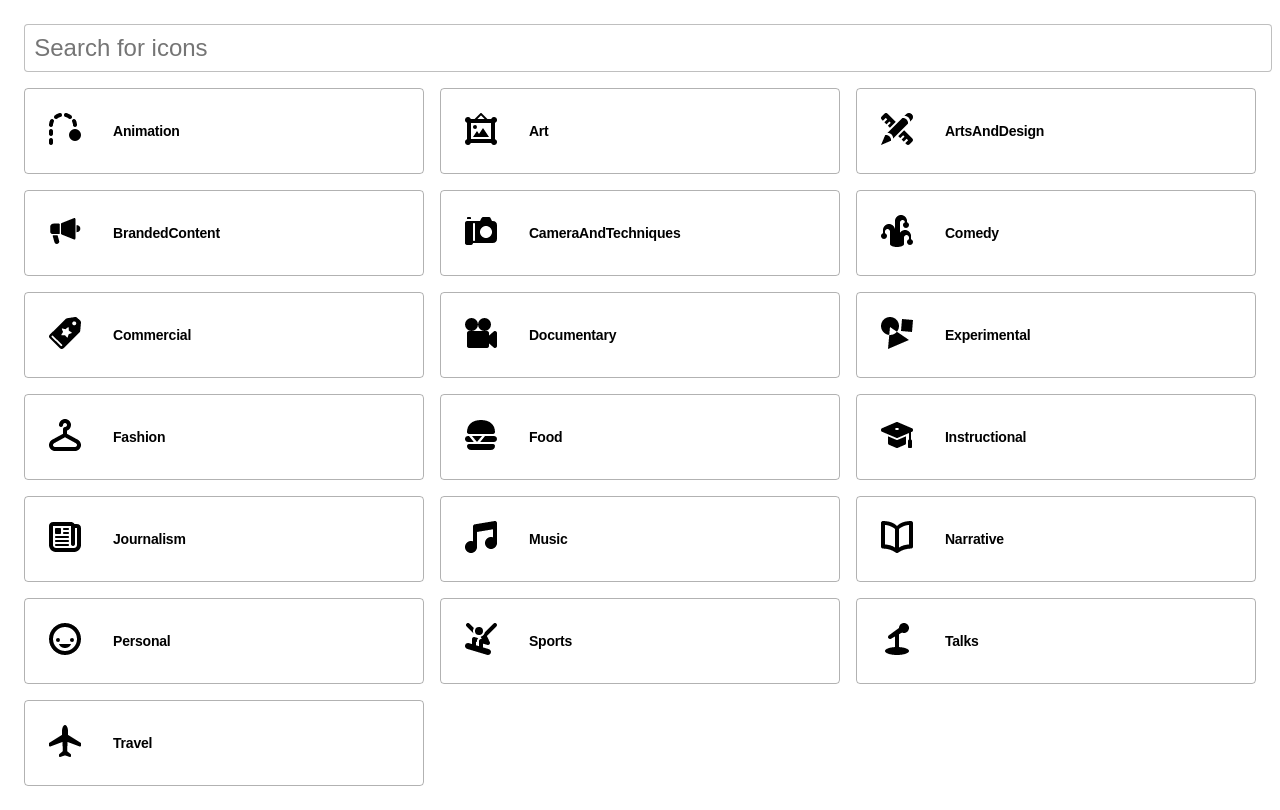 Search for icons
Animation
Art
ArtsAndDesign
BrandedContent
CameraAndTechniques
Comedy
Commercial
Documentary
Experimental
Fashion
Food
Instructional
Journalism
Music
Narrative
Personal
Sports
Talks
Travel